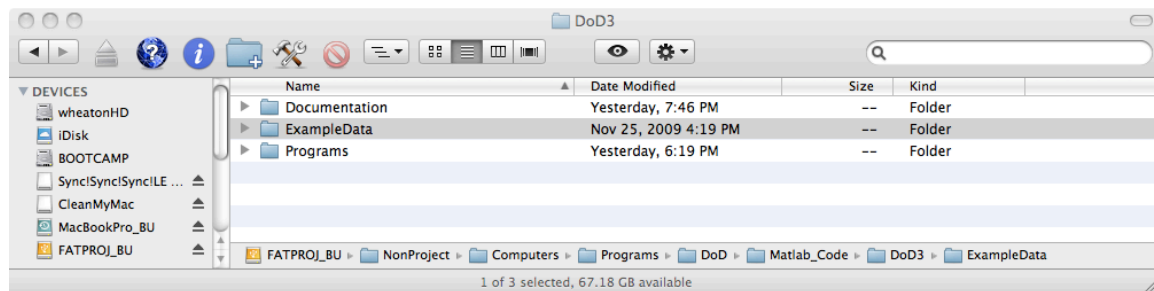 DoD3
DEVICES
wheatonHD
iDisk
BOOTCAMP
Sync!Sync!Sync!LE ...
CleanMyMac
MacBookPro_BU
FATPROJ_BU
Name Date Modified Size Kind
Documentation Yesterday, 7:46 PM -- Folder
ExampleData Nov 25, 2009 4:19 PM -- Folder
Programs Yesterday, 6:19 PM -- Folder
FATPROJ_BU NonProject Computers Programs DoD Matlab_Code DoD3 ExampleData
1 of 3 selected, 67.18 GB available